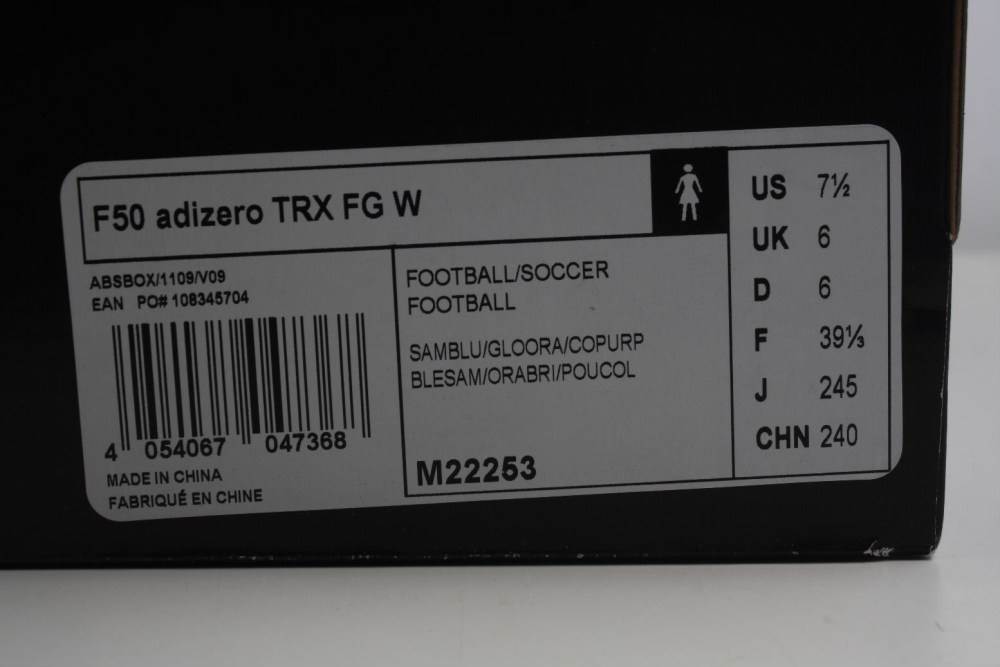 F50 adizero TRX FG W
ABSBOX/1109/V09
EAN PO# 108345704
4 054067 047368
MADE IN CHINA
FABRIQUÉ EN CHINE
FOOTBALL/SOCCER
FOOTBALL
SAMBLU/GLOORA/COPURP
BLESAM/ORABRI/POUCOL
M22253
US 7½
UK 6
D 6
F 39⅓
J 245
CHN 240